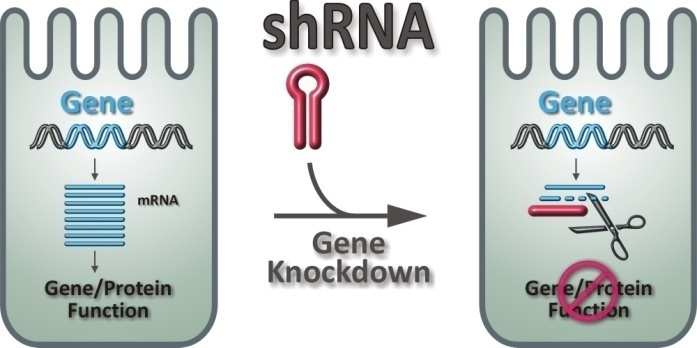 Gene
mRNA
Gene/Protein
Function
shRNA
Gene
Knockdown
Gene
Gene/Protein
Function